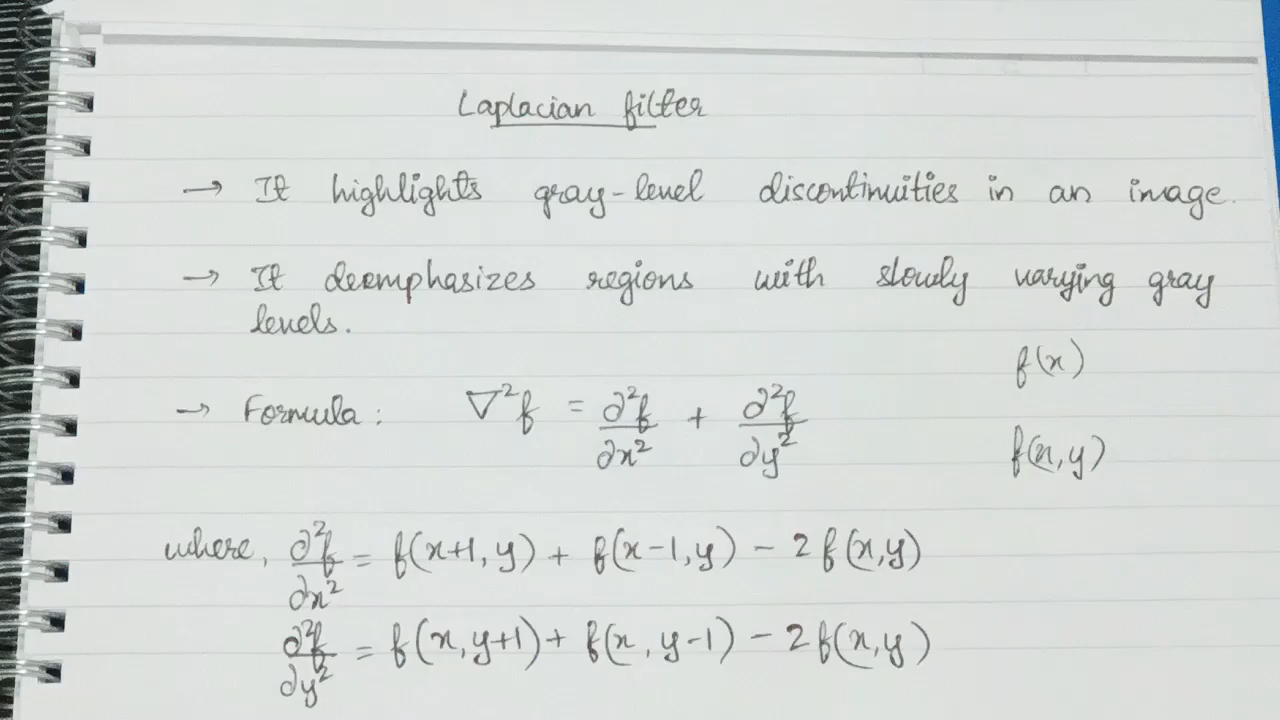 Laplacian filter
→ It highlights gray-level discontinuities in an image.
→ It deemphasizes regions with slowly varying gray
levels.
f(x)
→ Formula: ∇²f = ∂²f/∂x² + ∂²f/∂y²
f(x,y)
where, ∂²f/∂x² = f(x+1, y) + f(x-1, y) - 2 f(x,y)
∂²f/∂y² = f(x, y+1) + f(x, y-1) - 2f(x, y)